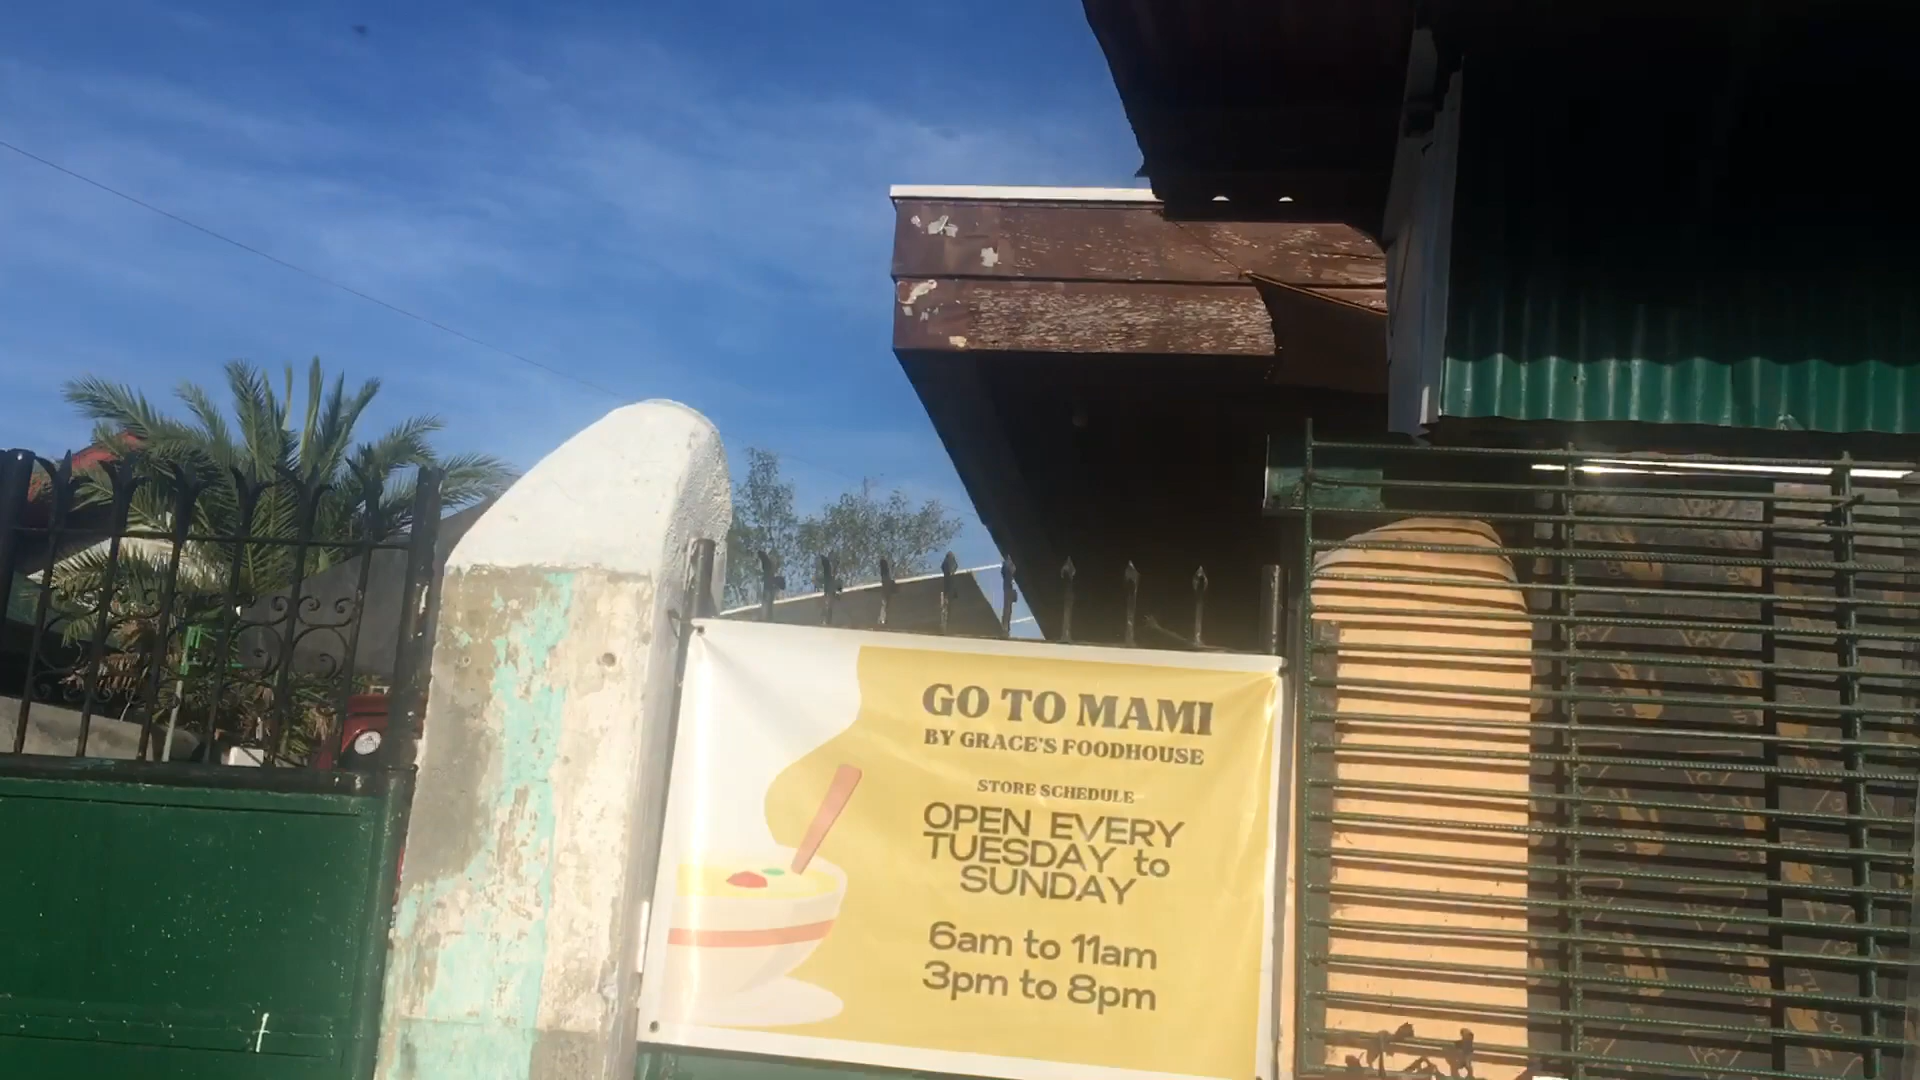 GO TO MAMI
BY GRACE'S FOODHOUSE
STORE SCHEDULE
OPEN EVERY
TUESDAY to
SUNDAY
6am to 11am
3pm to 8pm